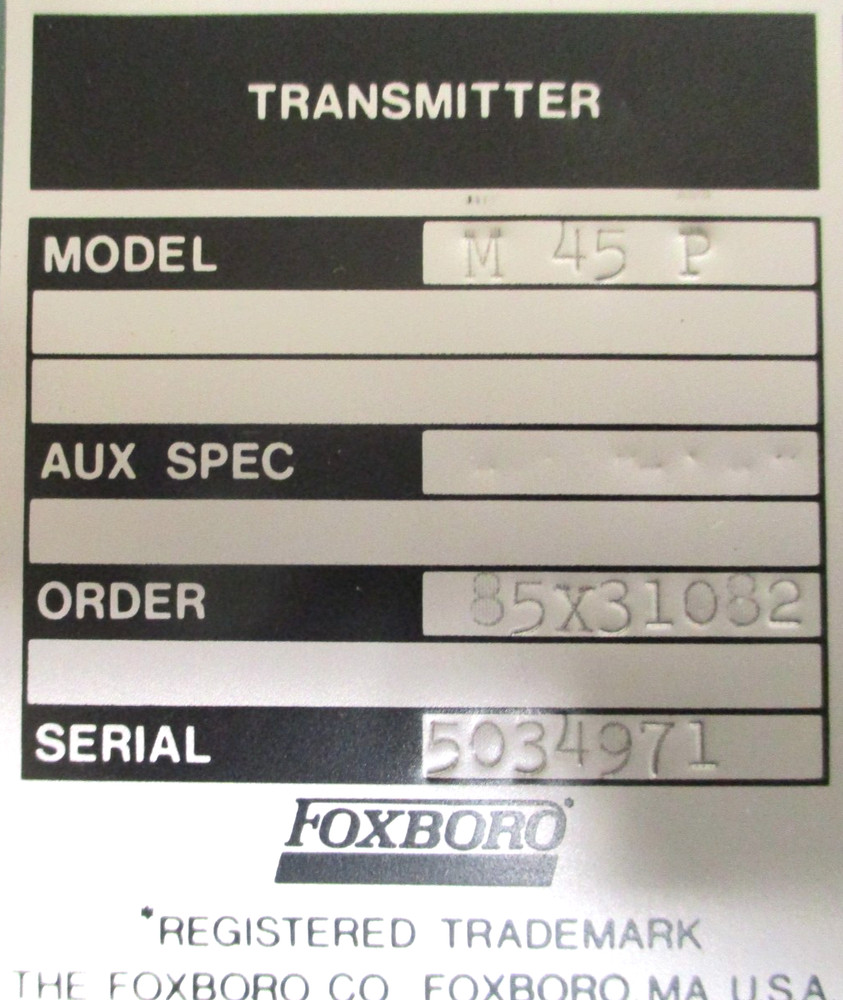 TRANSMITTER
MODEL M 45 P
AUX SPEC
ORDER 85X31082
SERIAL 5034971
FOXBORO*
*REGISTERED TRADEMARK
THE FOXBORO CO FOXBORO, MA U.S.A.